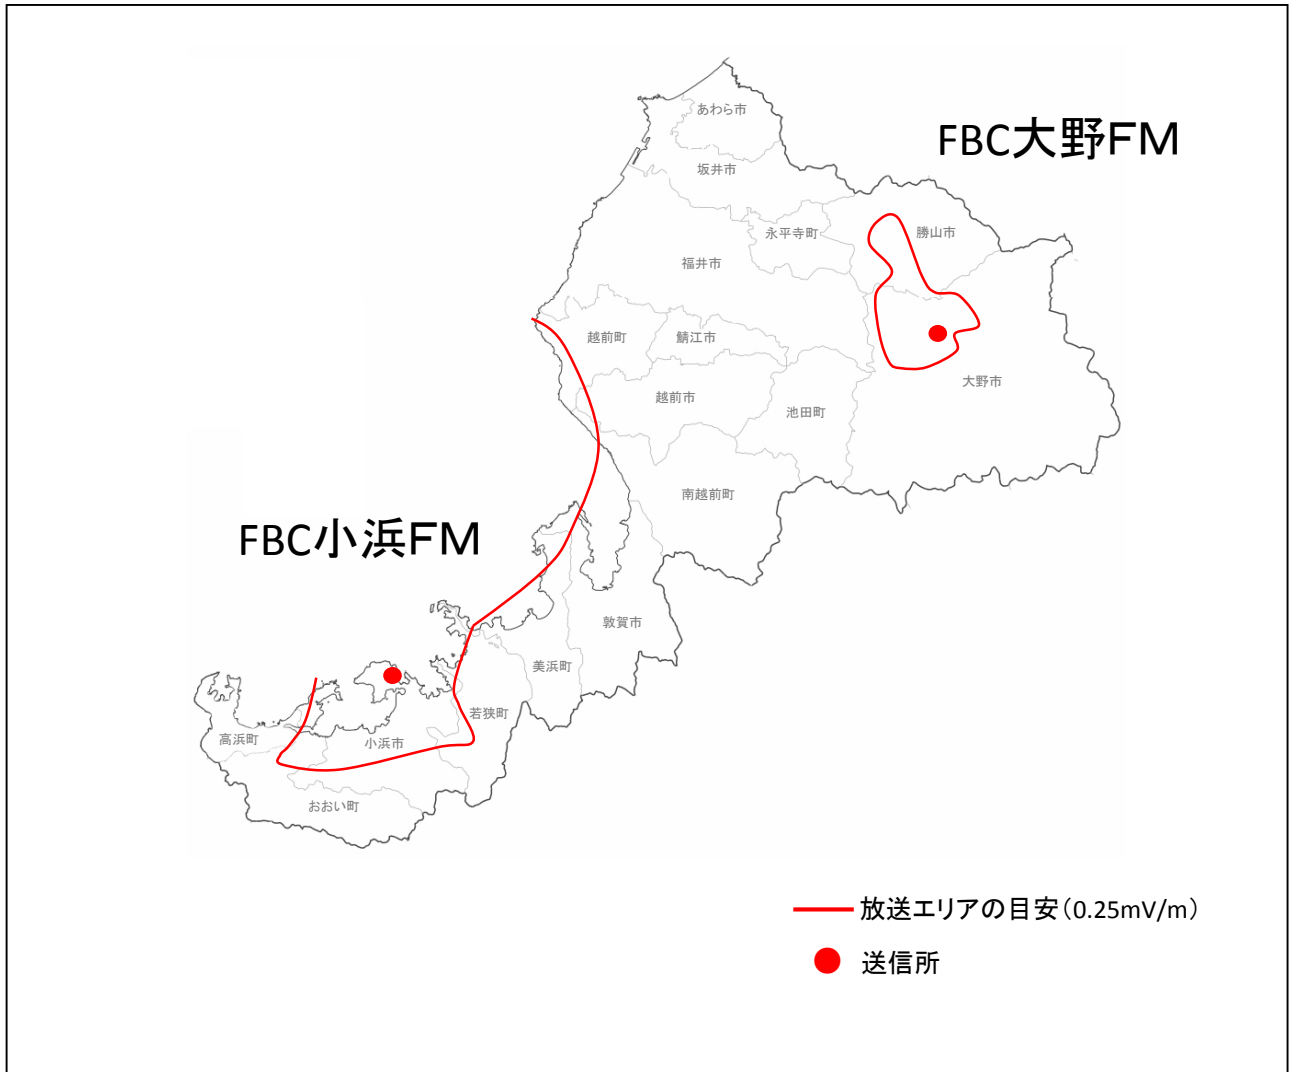 あわら市
FBC大野FM
坂井市
永平寺町
勝山市
福井市
越前町
鯖江市
大野市
越前市
池田町
南越前町
FBC小浜FM
敦賀市
美浜町
若狭町
高浜町
小浜市
おおい町
放送エリアの目安(0.25mV/m)
送信所